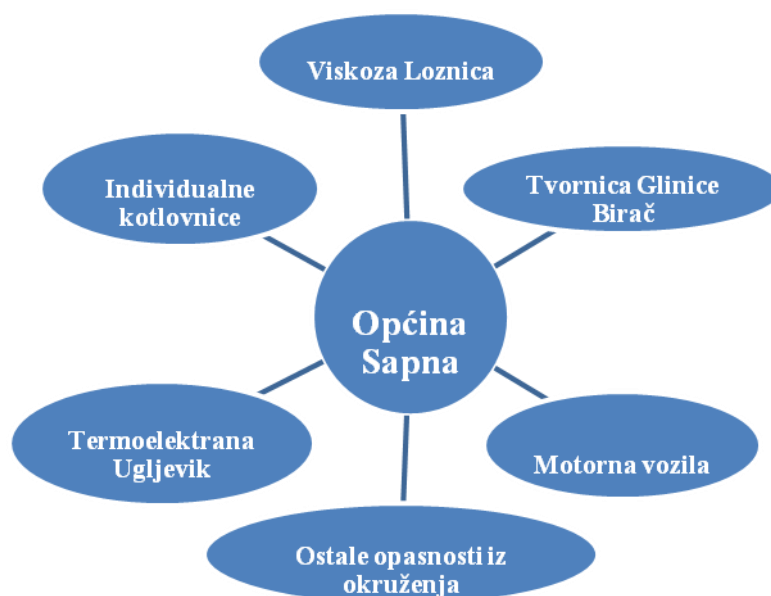 Viskoza Loznica
Individualne
kotlovnice
Tvornica Glinice
Birač
Općina
Sapna
Termoelektrana
Ugljevik
Motorna vozila
Ostale opasnosti iz
okruženja